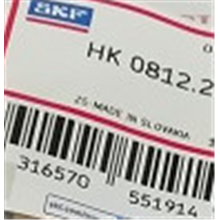 SKF
HK 0812.2
ZS-MADE IN SLOVAKIA
316570 551914